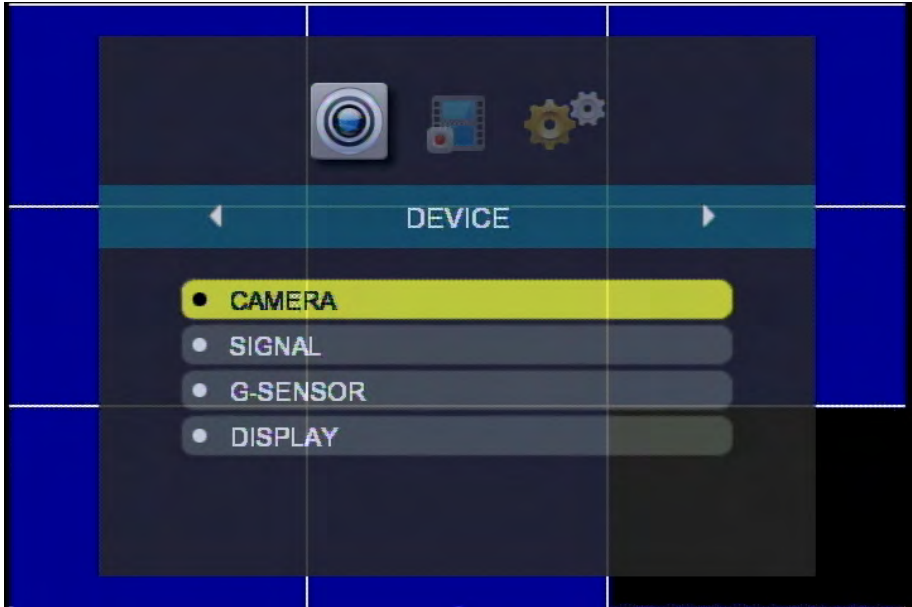 DEVICE
CAMERA
SIGNAL
G-SENSOR
DISPLAY